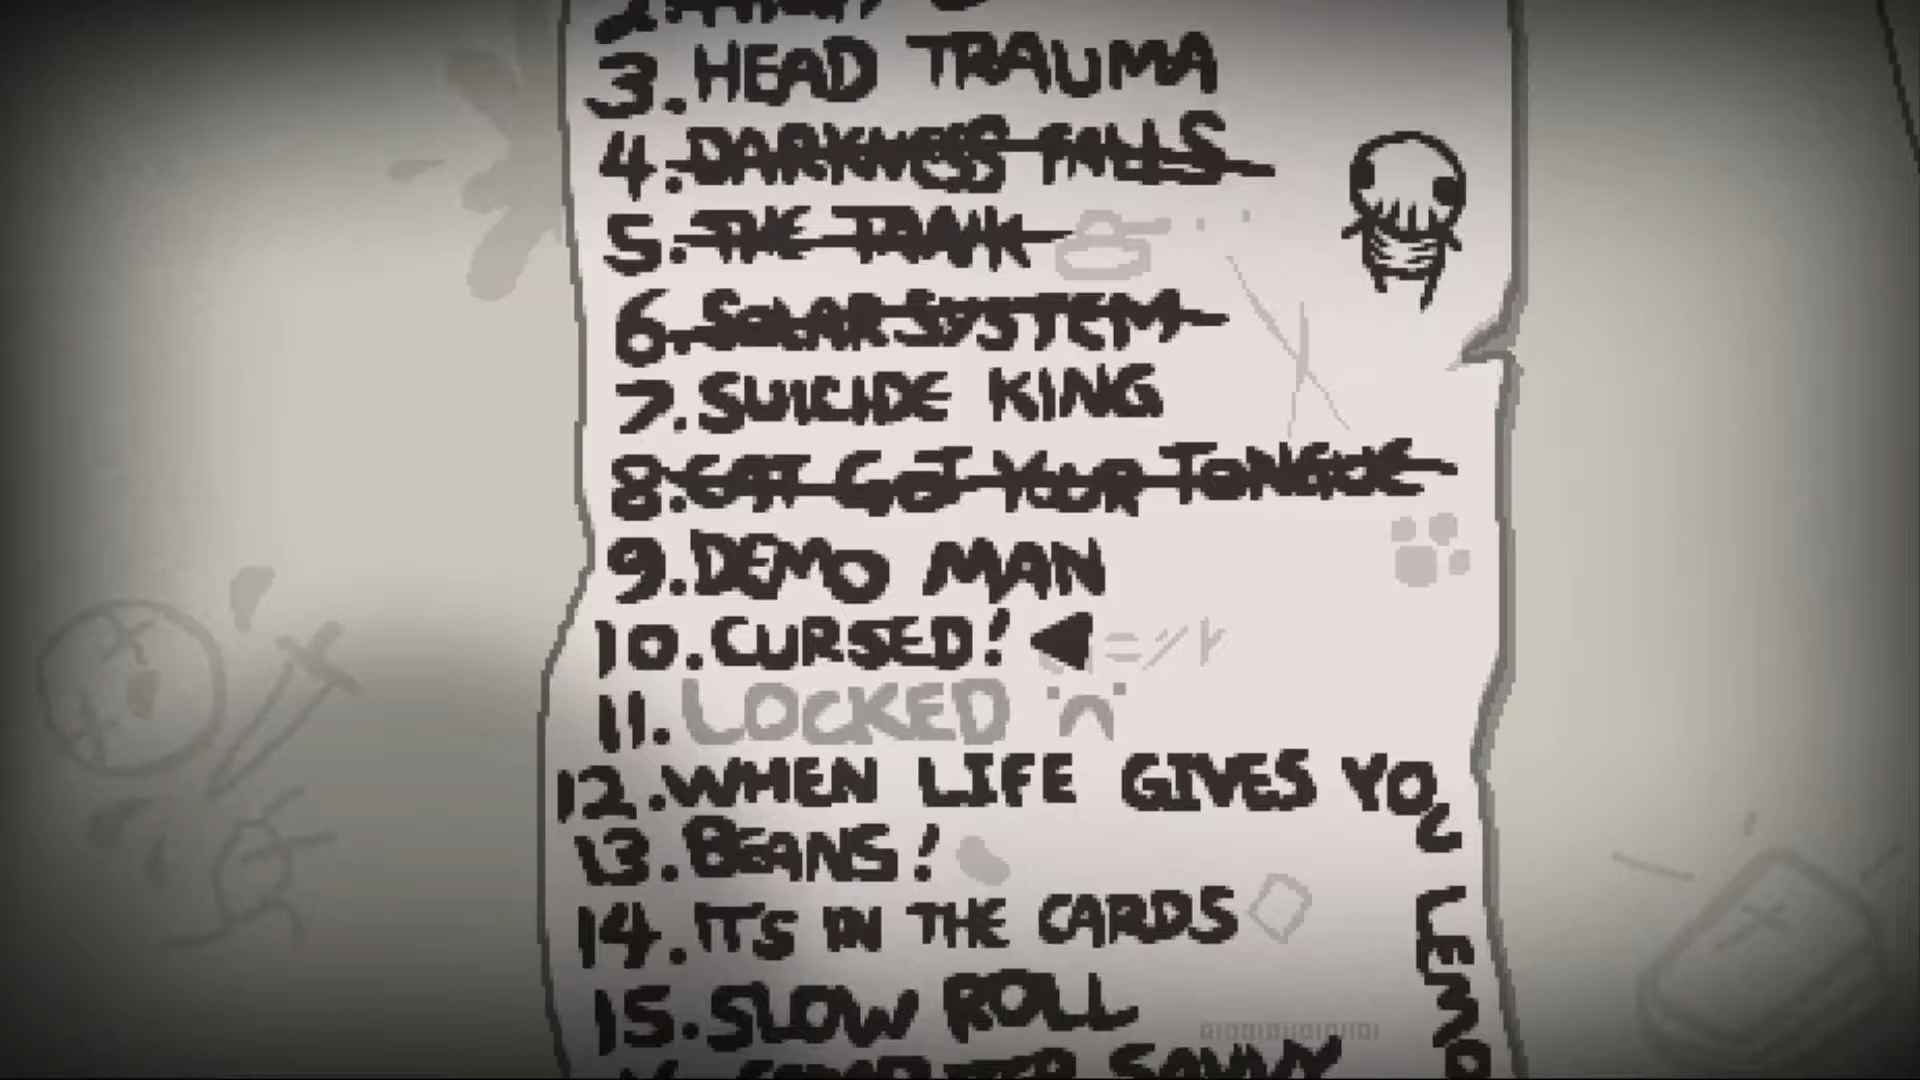 3. HEAD TRAUMA
4. DARKNESS FALLS
5. THE TANK
6. SOLAR SYSTEM
7. SUICIDE KING
8. CAT GOT YOUR TONGUE
9. DEMO MAN
10. CURSED!
11. LOCKED
12. WHEN LIFE GIVES YOU LEMO
13. BEANS!
14. IT'S IN THE CARDS
15. SLOW ROLL